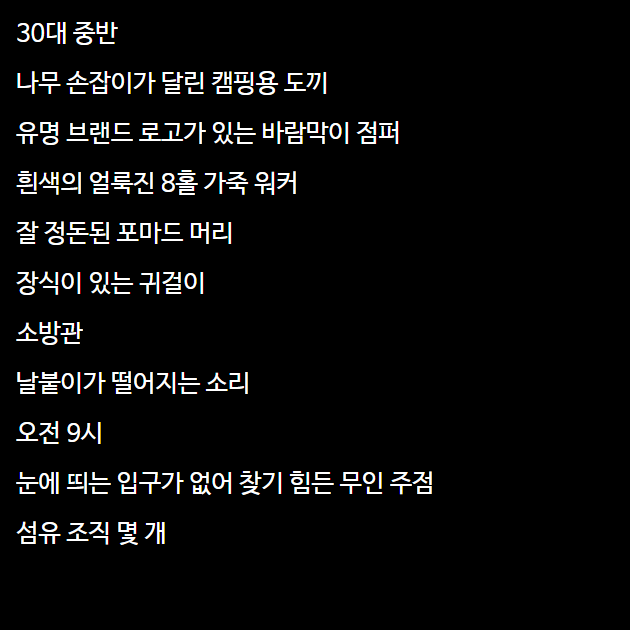 30대 중반
나무 손잡이가 달린 캠핑용 도끼
유명 브랜드 로고가 있는 바람막이 점퍼
흰색의 얼룩진 8홀 가죽 워커
잘 정돈된 포마드 머리
장식이 있는 귀걸이
소방관
날붙이가 떨어지는 소리
오전 9시
눈에 띄는 입구가 없어 찾기 힘든 무인 주점
섬유 조직 몇 개